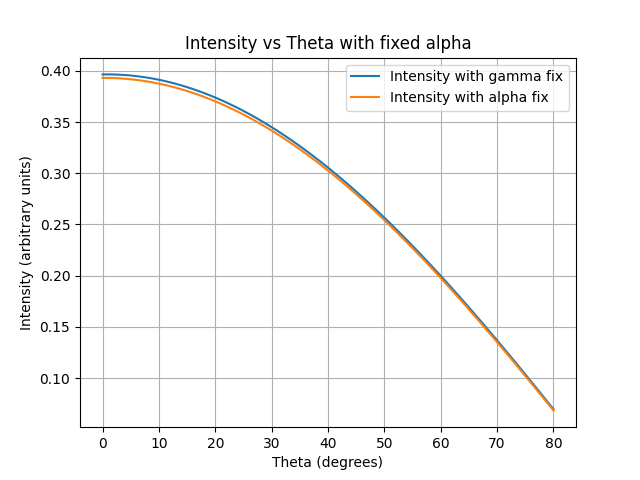 Intensity vs Theta with fixed alpha
Intensity with gamma fix
Intensity with alpha fix
Intensity (arbitrary units)
0.40
0.35
0.30
0.25
0.20
0.15
0.10
0 10 20 30 40 50 60 70 80
Theta (degrees)